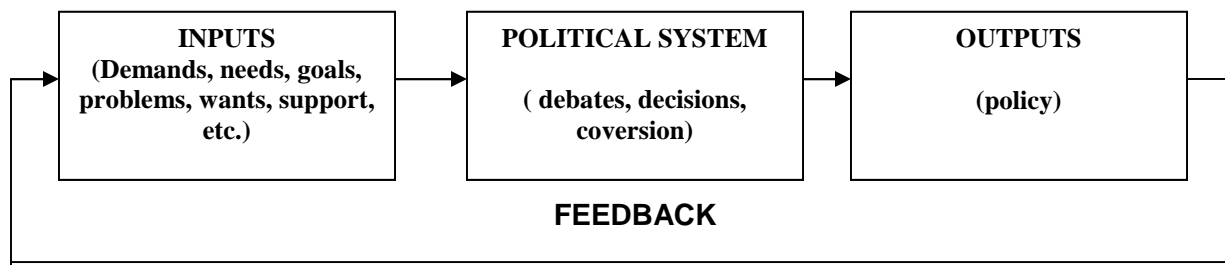 INPUTS
(Demands, needs, goals,
problems, wants, support,
etc.)
POLITICAL SYSTEM
( debates, decisions,
coversion)
OUTPUTS
(policy)
FEEDBACK